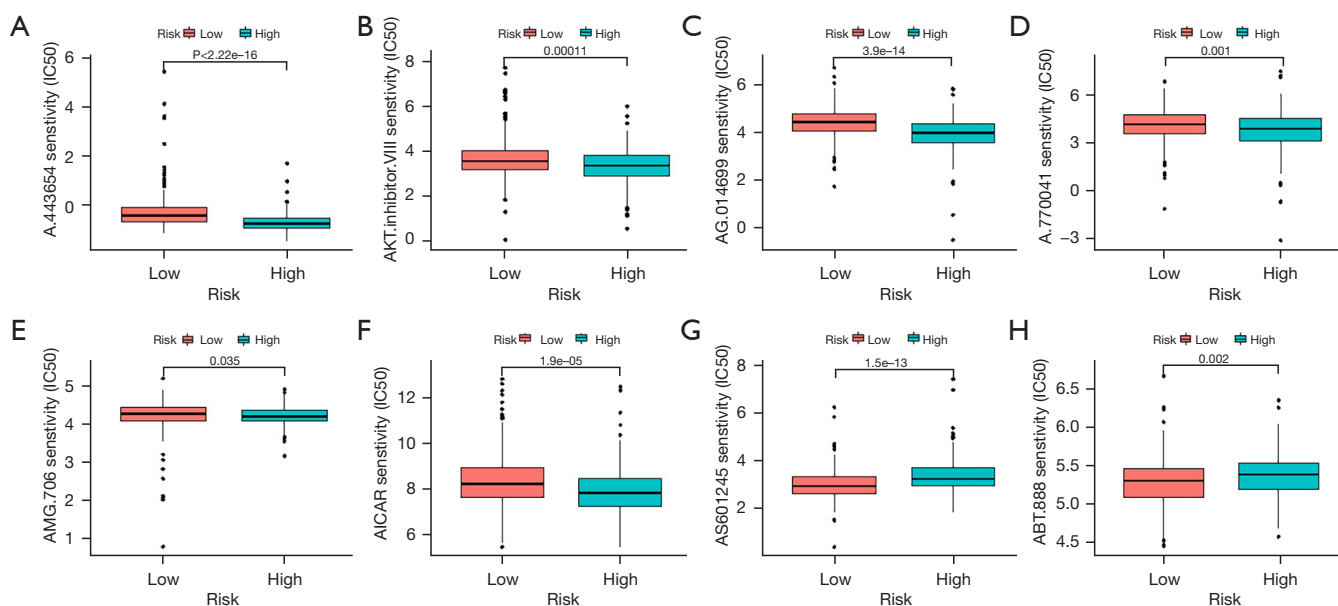 A
Risk Low High
P<2.22e−16
A.443654 senstivity (IC50)
6
4
2
0
Low High
Risk
B
Risk Low High
0.00011
AKT.inhibitor.VIII senstivity (IC50)
8
6
4
2
0
Low High
Risk
C
Risk Low High
3.9e−14
AG.014699 senstivity (IC50)
6
4
2
0
Low High
Risk
D
Risk Low High
0.001
A.770041 senstivity (IC50)
6
3
0
−3
Low High
Risk
E
Risk Low High
0.035
AMG.706 senstivity (IC50)
5
4
3
2
1
Low High
Risk
F
Risk Low High
1.9e−05
AICAR senstivity (IC50)
12
10
8
6
Low High
Risk
G
Risk Low High
1.5e−13
AS601245 senstivity (IC50)
8
6
4
2
Low High
Risk
H
Risk Low High
0.002
ABT.888 senstivity (IC50)
6.5
6.0
5.5
5.0
4.5
Low High
Risk